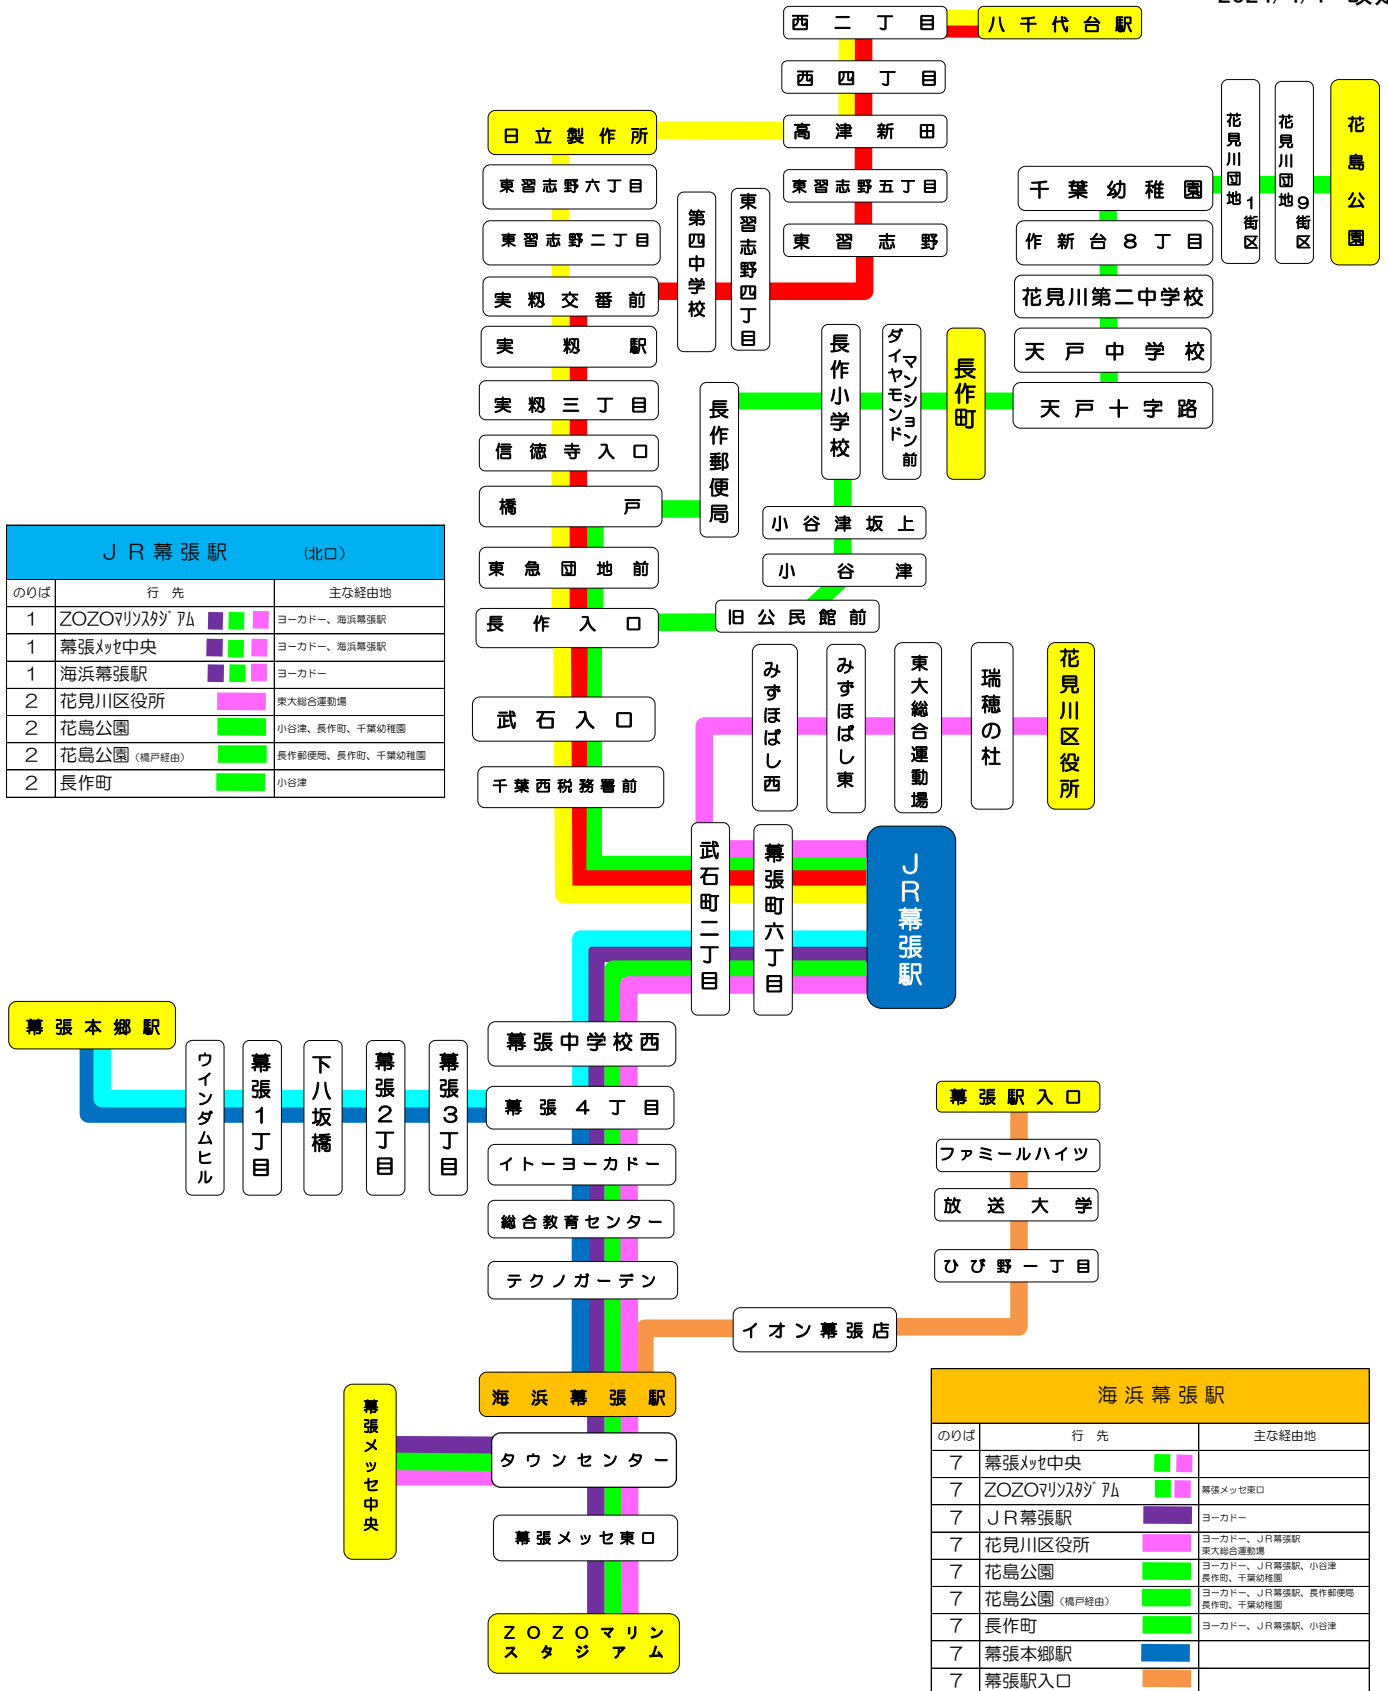 西二丁目
八千代台駅
西四丁目
日立製作所
高津新田
東習志野六丁目
東習志野五丁目
東習志野二丁目
東習志野
第四中学校
東習志野四丁目
実籾交番前
実籾駅
実籾三丁目
信徳寺入口
橋戸
東急団地前
長作入口
武石入口
千葉西税務署前
千葉幼稚園
花見川団地1街区
花見川団地9街区
花島公園
作新台8丁目
花見川第二中学校
天戸中学校
天戸十字路
長作郵便局
長作小学校
ダイヤモンド
マンション前
長作町
小谷津坂上
小谷津
旧公民館前
みずほばし西
みずほばし東
東大総合運動場
瑞穂の杜
花見川区役所
武石町二丁目
幕張町六丁目
JR幕張駅
JR幕張駅 (北口)
のりば 行先 主な経由地
1 ZOZOマリンスタジアム ヨーカドー、海浜幕張駅
1 幕張メッセ中央 ヨーカドー、海浜幕張駅
1 海浜幕張駅 ヨーカドー
2 花見川区役所 東大総合運動場
2 花島公園 小谷津、長作町、千葉幼稚園
2 花島公園(橋戸経由) 長作郵便局、長作町、千葉幼稚園
2 長作町 小谷津
幕張本郷駅
ウインダムヒル
幕張1丁目
下八坂橋
幕張2丁目
幕張3丁目
幕張中学校西
幕張4丁目
イトーヨーカドー
総合教育センター
テクノガーデン
海浜幕張駅
幕張駅入口
ファミールハイツ
放送大学
ひび野一丁目
イオン幕張店
幕張メッセ中央
タウンセンター
幕張メッセ東口
ZOZOマリン
スタジアム
海浜幕張駅
のりば 行先 主な経由地
7 幕張メッセ中央
7 ZOZOマリンスタジアム 幕張メッセ東口
7 JR幕張駅 ヨーカドー
7 花見川区役所 ヨーカドー、JR幕張駅
東大総合運動場
7 花島公園 ヨーカドー、JR幕張駅、小谷津
長作町、千葉幼稚園
7 花島公園(橋戸経由) ヨーカドー、JR幕張駅、長作郵便局
長作町、千葉幼稚園
7 長作町 ヨーカドー、JR幕張駅、小谷津
7 幕張本郷駅
7 幕張駅入口